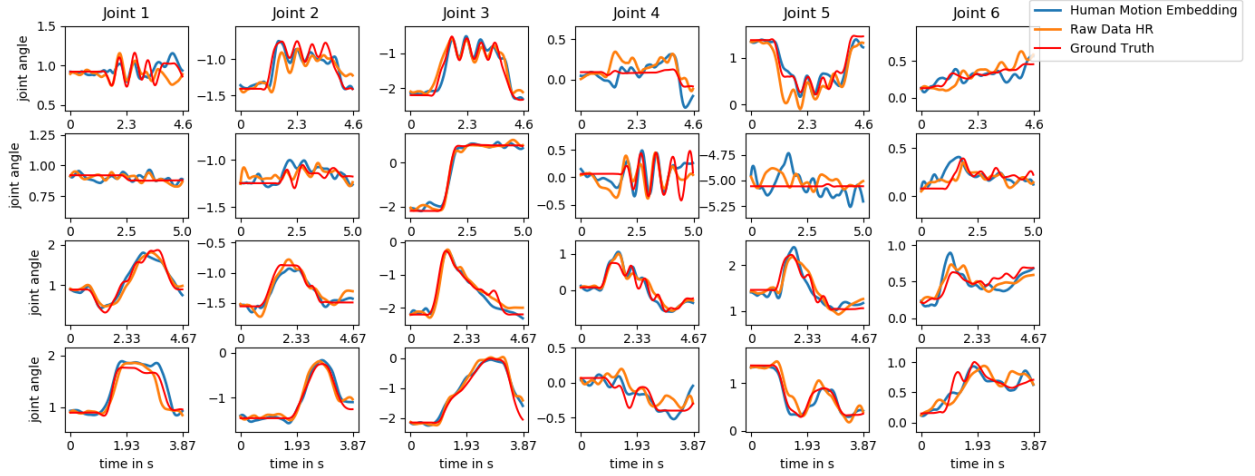 Joint 1 Joint 2 Joint 3 Joint 4 Joint 5 Joint 6
Human Motion Embedding
Raw Data HR
Ground Truth
joint angle
1.5 1.0 0.5
0 2.3 4.6
−1.0 −1.5
0 2.3 4.6
−1 −2
0 2.3 4.6
0.5 0.0
0 2.3 4.6
1 0
0 2.3 4.6
0.5 0.0
0 2.3 4.6
joint angle
1.25 1.00 0.75
0 2.5 5.0
−1.0 −1.5
0 2.5 5.0
0 −2
0 2.5 5.0
0.5 0.0 −0.5
0 2.5 5.0
−4.75 −5.00 −5.25
0 2.5 5.0
0.5 0.0
0 2.5 5.0
joint angle
2 1
0 2.33 4.67
−0.5 −1.0 −1.5
0 2.33 4.67
0 −1 −2
0 2.33 4.67
1 0
0 2.33 4.67
2 1
0 2.33 4.67
1.0 0.5 0.0
0 2.33 4.67
joint angle
2 1
0 1.93 3.87
time in s
0 −1
0 1.93 3.87
time in s
0 −1 −2
0 1.93 3.87
time in s
0.5 0.0 −0.5
0 1.93 3.87
time in s
1 0
0 1.93 3.87
time in s
1.0 0.5 0.0
0 1.93 3.87
time in s